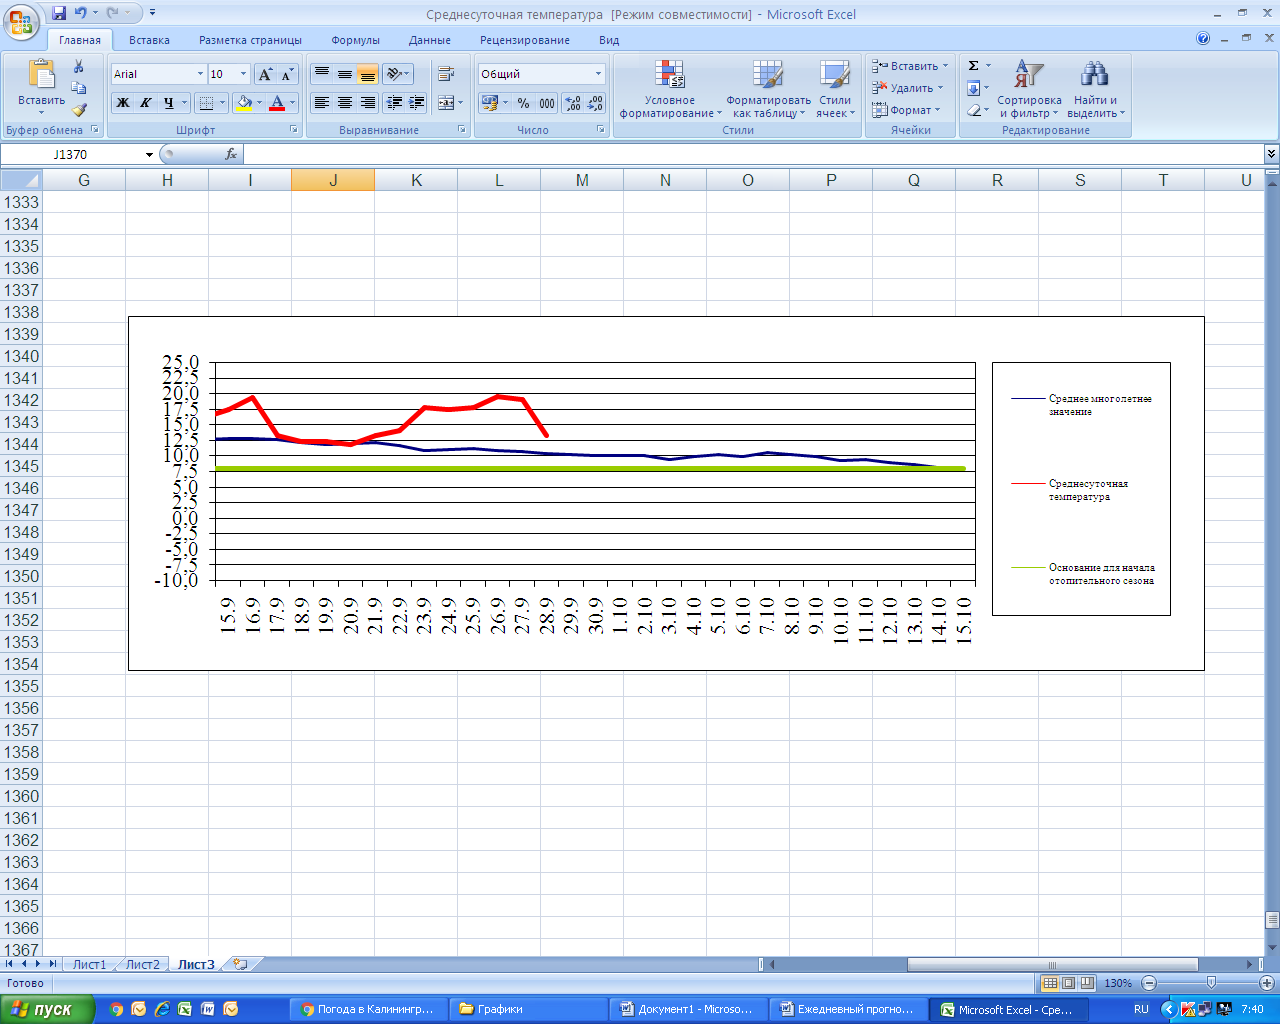 Среднесуточная температура [Режим совместимости] - Microsoft Excel
Главная Вставка Разметка страницы Формулы Данные Рецензирование Вид
Вставить
Буфер обмена
Arial 10
Ж К Ч
Шрифт
Выравнивание
Общий
% 000
Число
Условное форматирование
Форматировать как таблицу
Стили ячеек
Стили
Вставить
Удалить
Формат
Ячейки
Σ
Сортировка и фильтр
Найти и выделить
Редактирование
J1370 fx
G H I J K L M N O P Q R S T U
1333
1334
1335
1336
1337
1338
1339
1340
1341
1342
1343
1344
1345
1346
1347
1348
1349
1350
1351
1352
1353
1354
1355
1356
1357
1358
1359
1360
1361
1362
1363
1364
1365
1366
1367
25,0
22,5
20,0
17,5
15,0
12,5
10,0
7,5
5,0
2,5
0,0
-2,5
-5,0
-7,5
-10,0
15.9 16.9 17.9 18.9 19.9 20.9 21.9 22.9 23.9 24.9 25.9 26.9 27.9 28.9 29.9 30.9 1.10 2.10 3.10 4.10 5.10 6.10 7.10 8.10 9.10 10.10 11.10 12.10 13.10 14.10 15.10
Среднее многолетнее
значение
Среднесуточная
температура
Основание для начала
отопительного сезона
Лист1 Лист2 Лист3
Готово 130%
пуск Погода в Калинингр... Графики Документ1 - Microso... Ежедневный прогно... Microsoft Excel - Сре... RU 7:40